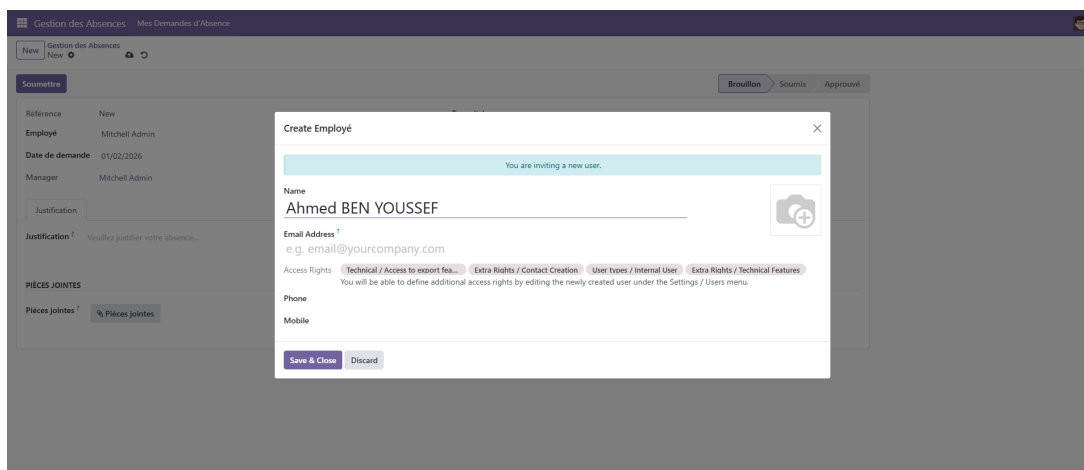 Gestion des Absences Mes Demandes d'Absence
New Gestion des Absences
New
Soumettre Brouillon Soumis Approuvé
Référence New
Employé Mitchell Admin
Date de demande 01/02/2026
Manager Mitchell Admin
Justification
Justification ? Veuillez justifier votre absence...
PIÈCES JOINTES
Pièces jointes ? Pièces jointes
Create Employé
You are inviting a new user.
Name
Ahmed BEN YOUSSEF
Email Address ?
e.g. email@yourcompany.com
Access Rights Technical / Access to export fea... Extra Rights / Contact Creation User types / Internal User Extra Rights / Technical Features
You will be able to define additional access rights by editing the newly created user under the Settings / Users menu.
Phone
Mobile
Save & Close Discard